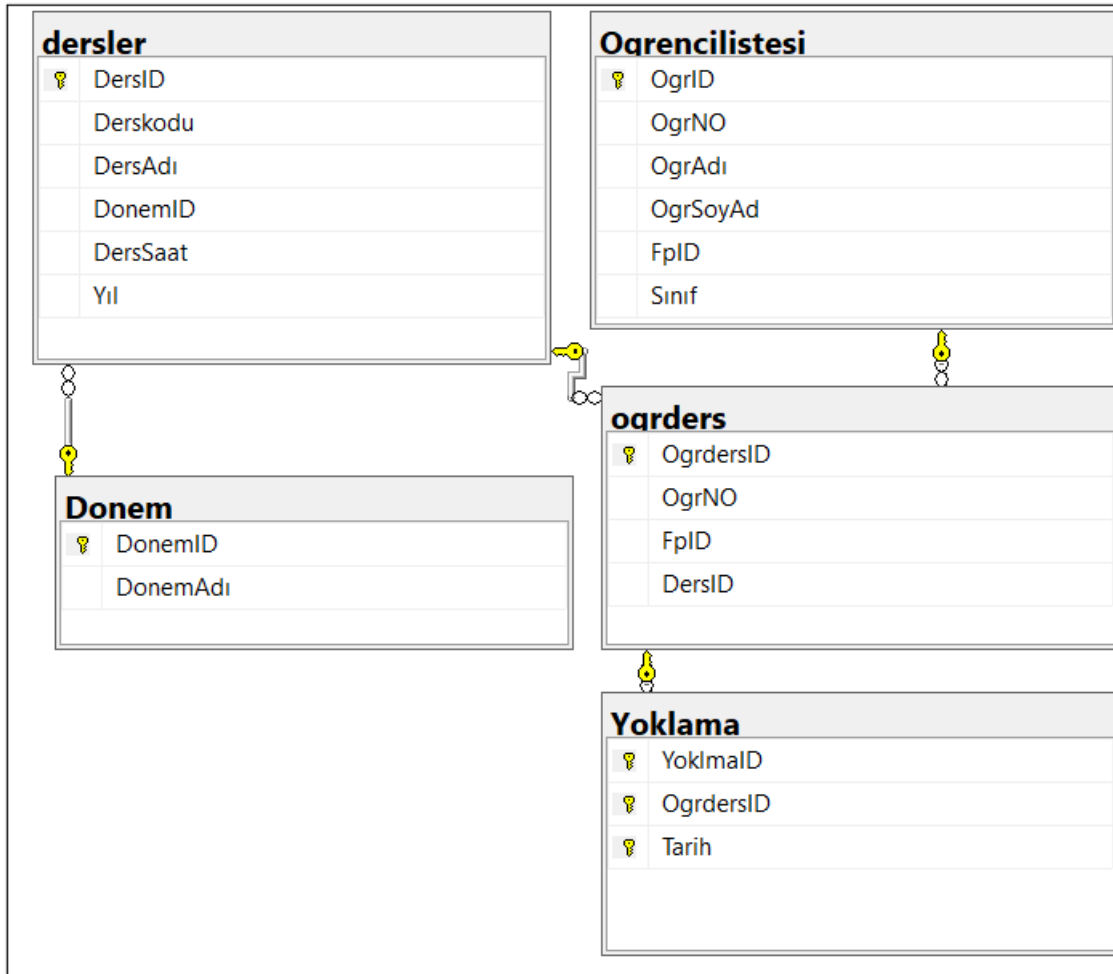 dersler
DersID
Derskodu
DersAdı
DonemID
DersSaat
Yıl
Ogrencilistesi
OgrID
OgrNO
OgrAdı
OgrSoyAd
FpID
Sınıf
Donem
DonemID
DonemAdı
ogrders
OgrdersID
OgrNO
FpID
DersID
Yoklama
YoklmaID
OgrdersID
Tarih